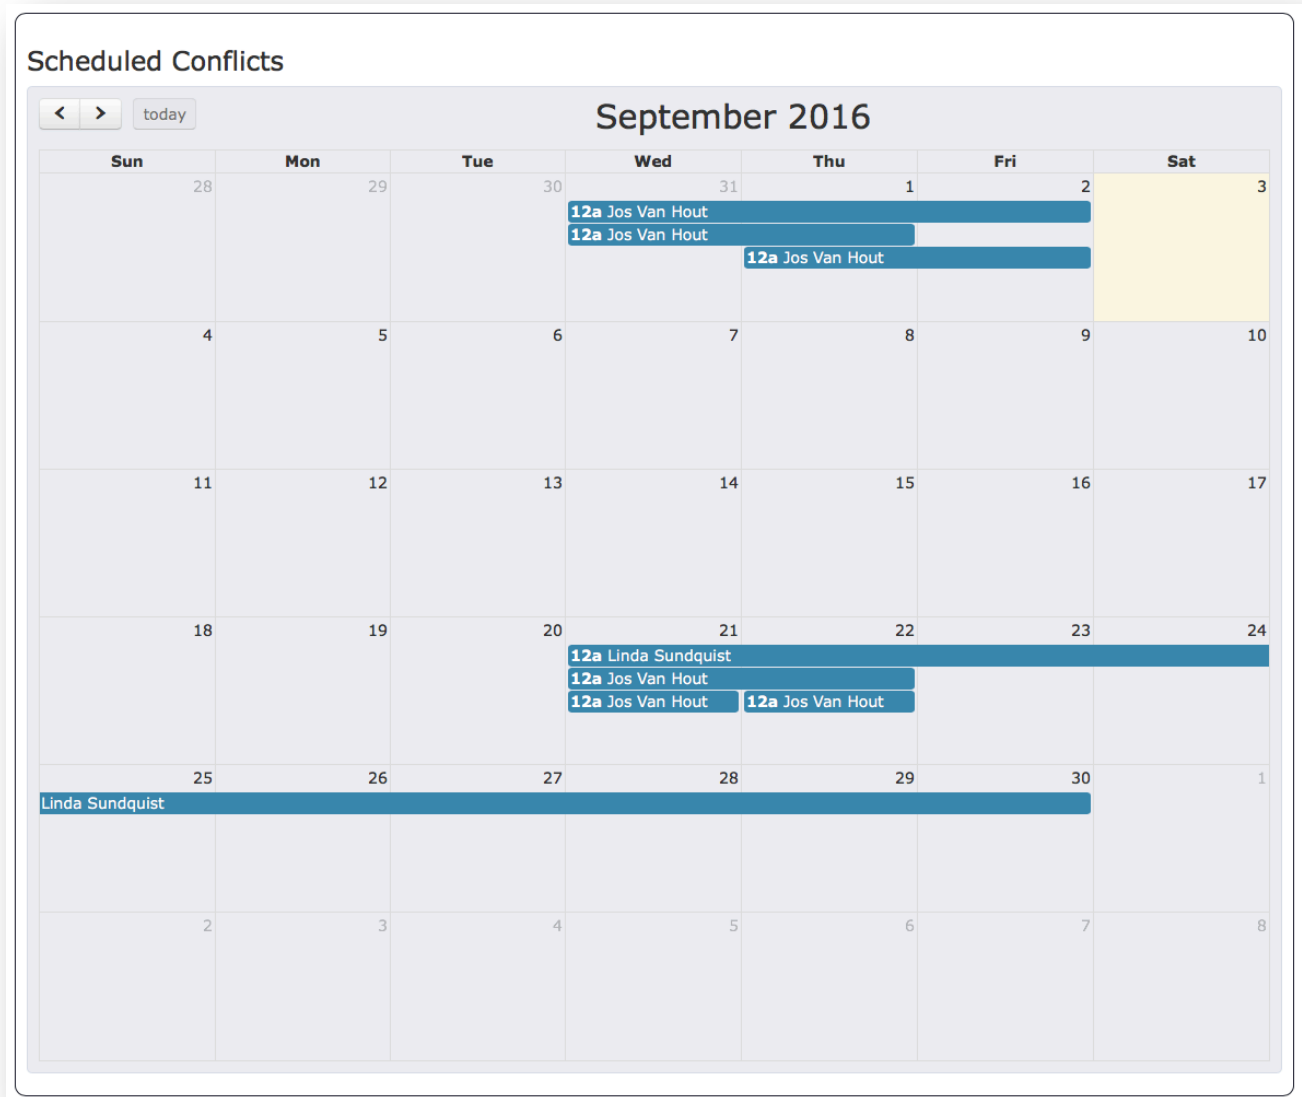 Scheduled Conflicts
< > today September 2016
Sun Mon Tue Wed Thu Fri Sat
28 29 30 31 1 2 3
12a Jos Van Hout
12a Jos Van Hout
12a Jos Van Hout
4 5 6 7 8 9 10
11 12 13 14 15 16 17
18 19 20 21 22 23 24
12a Linda Sundquist
12a Jos Van Hout
12a Jos Van Hout 12a Jos Van Hout
25 26 27 28 29 30 1
Linda Sundquist
2 3 4 5 6 7 8